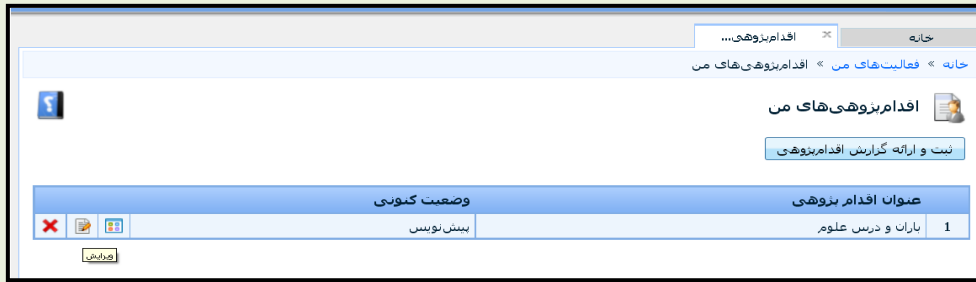 خانه
اقدام‌پژوهی...
خانه » فعالیت‌های من » اقدام‌پژوهی‌های من
اقدام‌پژوهی‌های من
ثبت و ارائه گزارش اقدام‌پژوهی
عنوان اقدام پژوهی وضعیت کنونی
1 باران و درس علوم پیش‌نویس
ویرایش